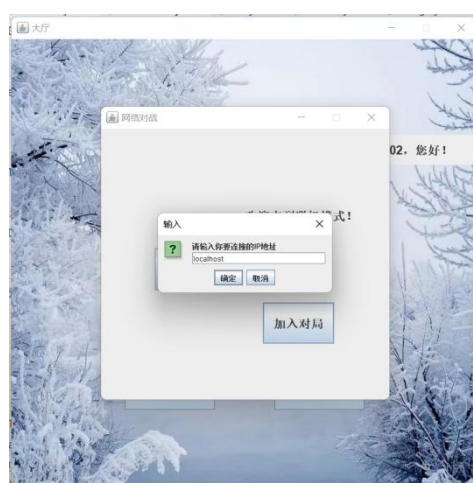 大厅
网络对战
02，您好！
式！
输入
请输入你要连接的IP地址
localhost
确定 取消
加入对局